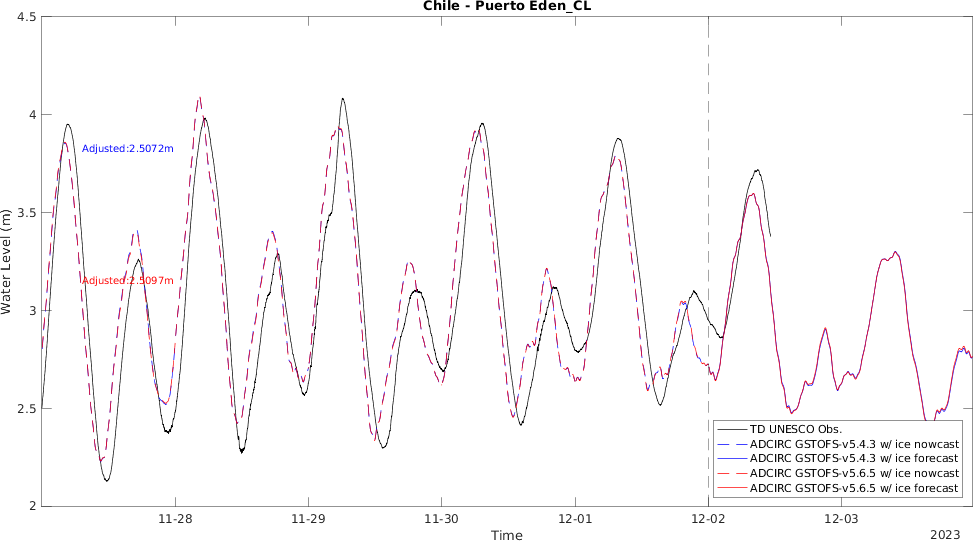 Chile - Puerto Eden_CL
4.5
4
3.5
3
2.5
2
Water Level (m)
Adjusted:2.5072m
Adjusted:2.5097m
TD UNESCO Obs.
ADCIRC GSTOFS-v5.4.3 w/ ice nowcast
ADCIRC GSTOFS-v5.4.3 w/ ice forecast
ADCIRC GSTOFS-v5.6.5 w/ ice nowcast
ADCIRC GSTOFS-v5.6.5 w/ ice forecast
11-28
11-29
11-30
12-01
12-02
12-03
Time
2023